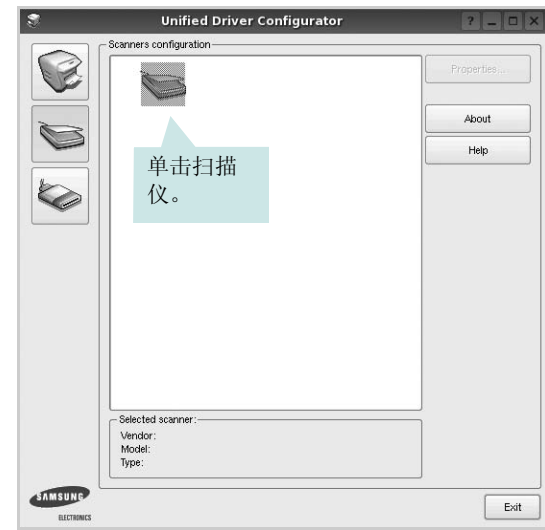 Unified Driver Configurator
Scanners configuration
Properties...
About
Help
单击扫描
仪。
Selected scanner:
Vendor:
Model:
Type:
SAMSUNG
ELECTRONICS
Exit